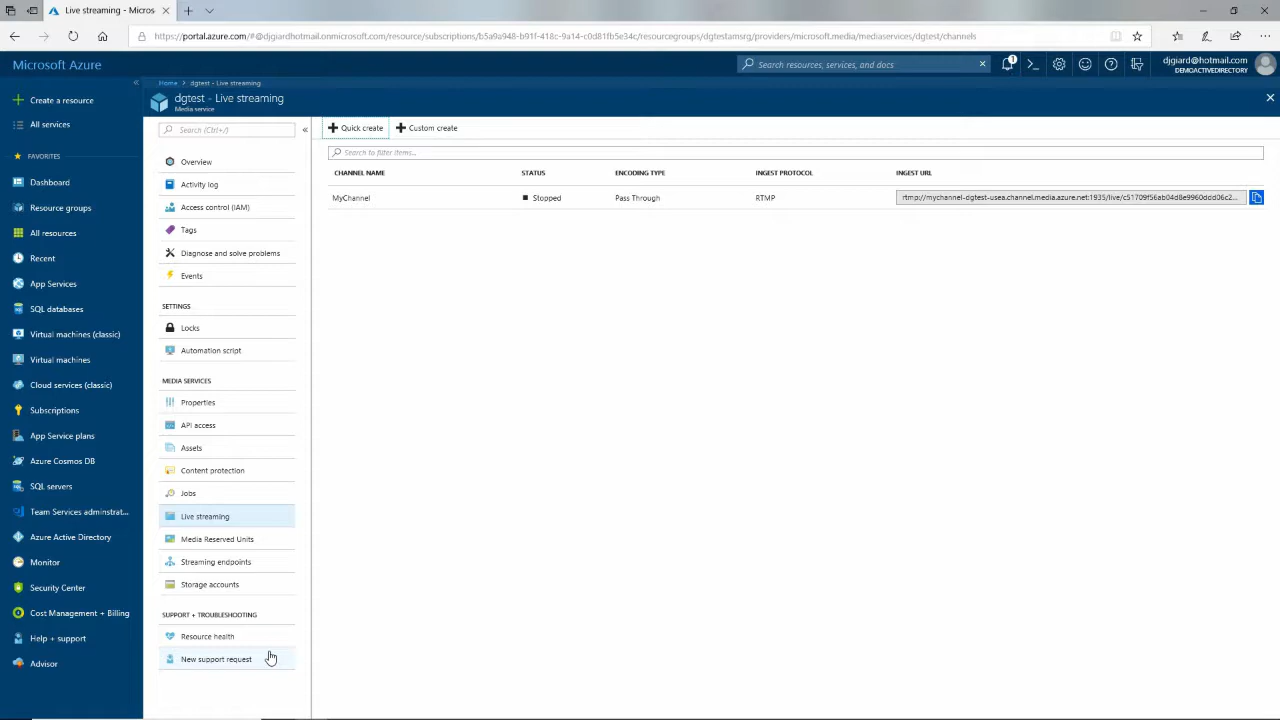 Live streaming - Micros
https://portal.azure.com/#@djgiardhotmail.onmicrosoft.com/resource/subscriptions/b5a9a948-b91f-418c-9a14-c0d81fb5e34c/resourcegroups/dgtestamsrg/providers/microsoft.media/mediaservices/dgtest/channels
Microsoft Azure
Search resources, services, and docs
1
djgiard@hotmail.com
DEMOACTIVEDIRECTORY
Home > dgtest - Live streaming
dgtest - Live streaming
Media service
Create a resource
All services
FAVORITES
Dashboard
Resource groups
All resources
Recent
App Services
SQL databases
Virtual machines (classic)
Virtual machines
Cloud services (classic)
Subscriptions
App Service plans
Azure Cosmos DB
SQL servers
Team Services adminstrat...
Azure Active Directory
Monitor
Security Center
Cost Management + Billing
Help + support
Advisor
Search (Ctrl+/)
Overview
Activity log
Access control (IAM)
Tags
Diagnose and solve problems
Events
SETTINGS
Locks
Automation script
MEDIA SERVICES
Properties
API access
Assets
Content protection
Jobs
Live streaming
Media Reserved Units
Streaming endpoints
Storage accounts
SUPPORT + TROUBLESHOOTING
Resource health
New support request
Quick create Custom create
Search to filter items...
CHANNEL NAME STATUS ENCODING TYPE INGEST PROTOCOL INGEST URL
MyChannel Stopped Pass Through RTMP rtmp://mychannel-dgtest-usea.channel.media.azure.net:1935/live/c51709f56ab04d8e9960ddd06c2...